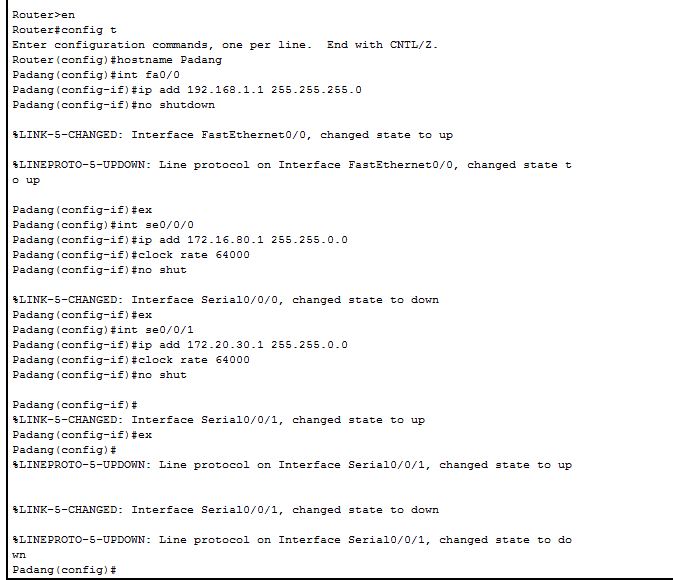 Router>en
Router#config t
Enter configuration commands, one per line.  End with CNTL/Z.
Router(config)#hostname Padang
Padang(config)#int fa0/0
Padang(config-if)#ip add 192.168.1.1 255.255.255.0
Padang(config-if)#no shutdown
%LINK-5-CHANGED: Interface FastEthernet0/0, changed state to up
%LINEPROTO-5-UPDOWN: Line protocol on Interface FastEthernet0/0, changed state t
o up
Padang(config-if)#ex
Padang(config)#int se0/0/0
Padang(config-if)#ip add 172.16.80.1 255.255.0.0
Padang(config-if)#clock rate 64000
Padang(config-if)#no shut
%LINK-5-CHANGED: Interface Serial0/0/0, changed state to down
Padang(config-if)#ex
Padang(config)#int se0/0/1
Padang(config-if)#ip add 172.20.30.1 255.255.0.0
Padang(config-if)#clock rate 64000
Padang(config-if)#no shut
Padang(config-if)#
%LINK-5-CHANGED: Interface Serial0/0/1, changed state to up
Padang(config-if)#ex
Padang(config)#
%LINEPROTO-5-UPDOWN: Line protocol on Interface Serial0/0/1, changed state to up
%LINK-5-CHANGED: Interface Serial0/0/1, changed state to down
%LINEPROTO-5-UPDOWN: Line protocol on Interface Serial0/0/1, changed state to do
wn
Padang(config)#